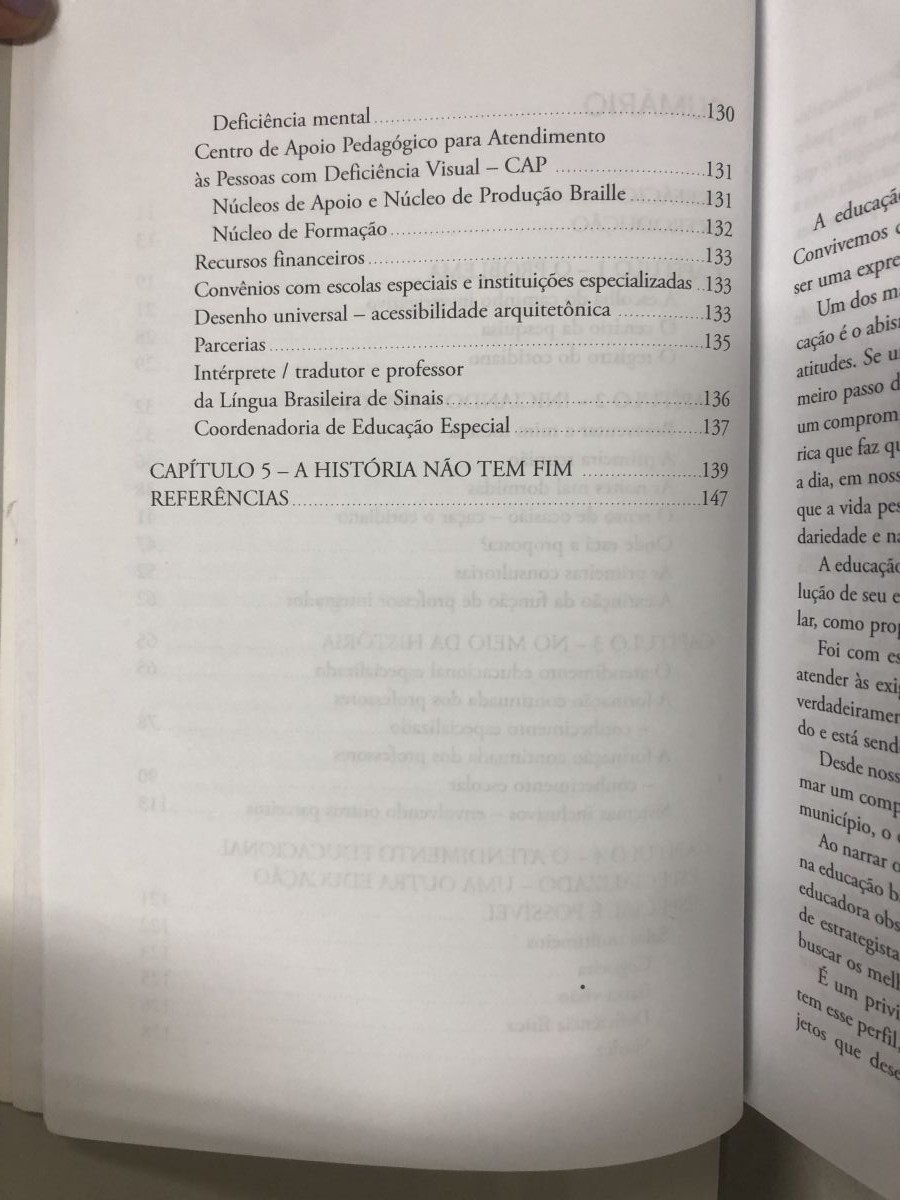 Deficiência mental ........ 130
Centro de Apoio Pedagógico para Atendimento
às Pessoas com Deficiência Visual – CAP ........ 131
Núcleos de Apoio e Núcleo de Produção Braille ........ 131
Núcleo de Formação ........ 132
Recursos financeiros ........ 133
Convênios com escolas especiais e instituições especializadas ..133
Desenho universal – acessibilidade arquitetônica ........ 133
Parcerias ........ 135
Intérprete / tradutor e professor
da Língua Brasileira de Sinais ........ 136
Coordenadoria de Educação Especial ........ 137
CAPÍTULO 5 – A HISTÓRIA NÃO TEM FIM ........ 139
REFERÊNCIAS ........ 147
A educação
Convivemos
ser uma expre
Um dos
cação é o abis
atitudes. Se
meiro passo
um comprom
rica que faz
a dia, em noss
que a vida pes
dariedade e
A educação
lução de seu
lar, como prop
Foi com
atender às exi
verdadeiramen
do e está send
Desde noss
mar um comp
município, o
Ao narrar
na educação
educadora obs
de estrategista
buscar os melh
É um privi
tem esse perfil,
jetos que dese